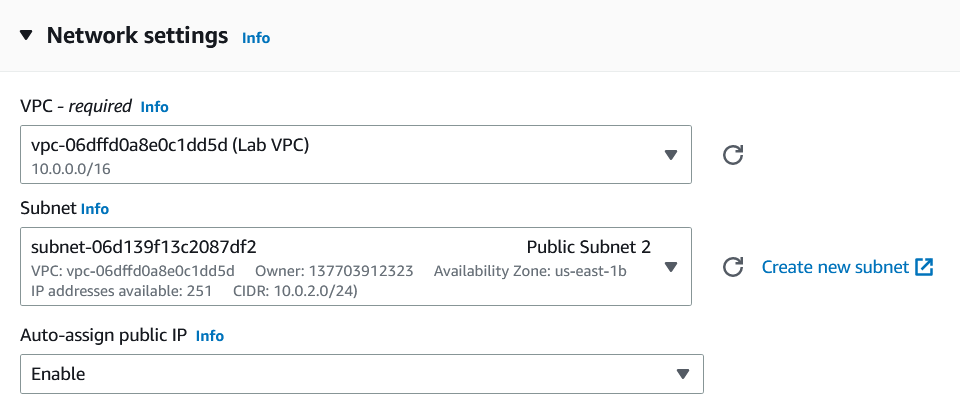 Network settings Info
VPC - required Info
vpc-06dffd0a8e0c1dd5d (Lab VPC)
10.0.0.0/16
Subnet Info
subnet-06d139f13c2087df2 Public Subnet 2
VPC: vpc-06dffd0a8e0c1dd5d Owner: 137703912323 Availability Zone: us-east-1b
IP addresses available: 251 CIDR: 10.0.2.0/24)
Create new subnet
Auto-assign public IP Info
Enable